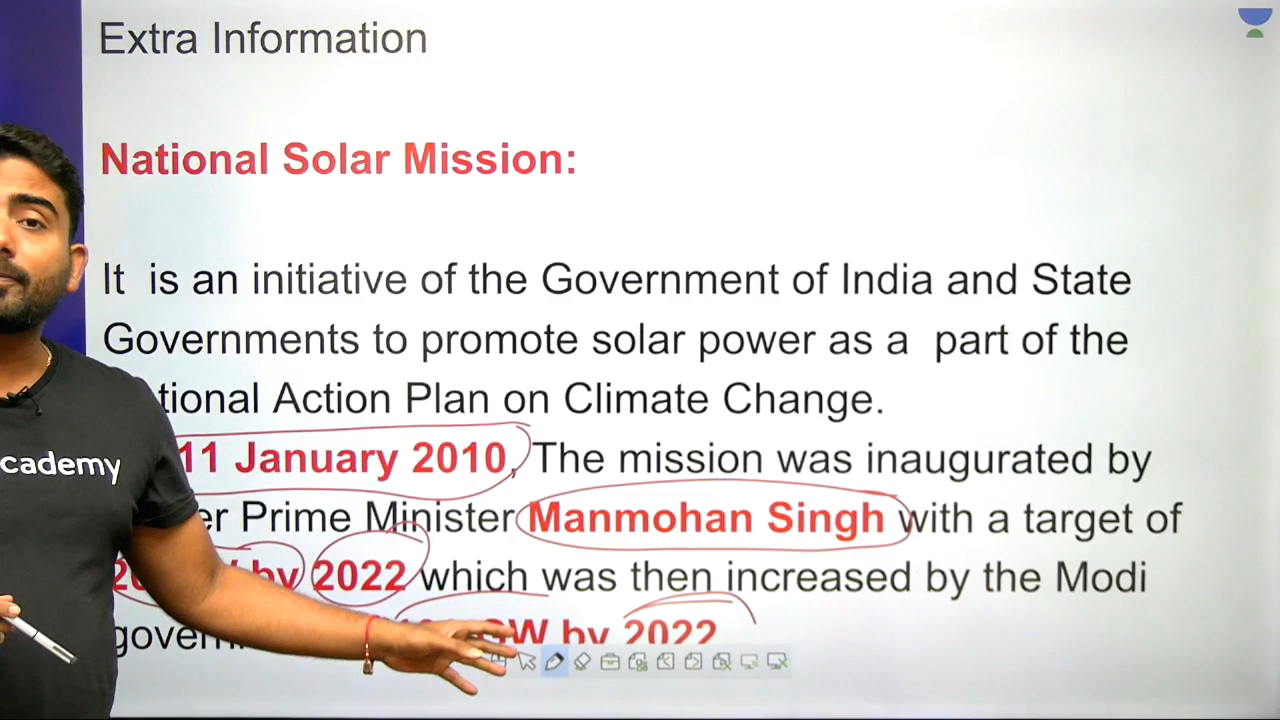 Extra Information
National Solar Mission:
It is an initiative of the Government of India and State
Governments to promote solar power as a part of the
tional Action Plan on Climate Change.
11 January 2010, The mission was inaugurated by
er Prime Minister Manmohan Singh with a target of
by 2022 which was then increased by the Modi
govern GW by 2022
cademy